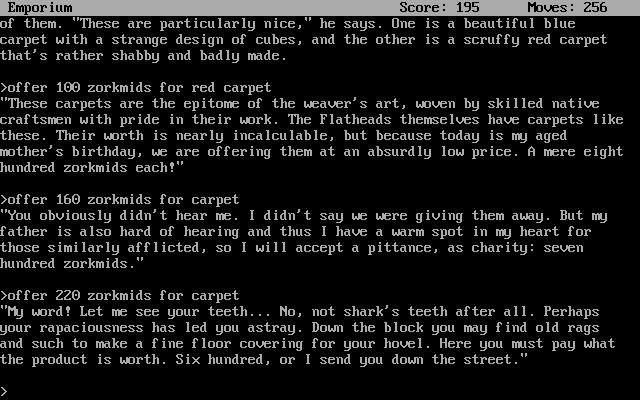 Emporium Score: 195 Moves: 256
of them. "These are particularly nice," he says. One is a beautiful blue
carpet with a strange design of cubes, and the other is a scruffy red carpet
that's rather shabby and badly made.
>offer 100 zorkmids for red carpet
"These carpets are the epitome of the weaver's art, woven by skilled native
craftsmen with pride in their work. The Flatheads themselves have carpets like
these. Their worth is nearly incalculable, but because today is my aged
mother's birthday, we are offering them at an absurdly low price. A mere eight
hundred zorkmids each!"
>offer 160 zorkmids for carpet
"You obviously didn't hear me. I didn't say we were giving them away. But my
father is also hard of hearing and thus I have a warm spot in my heart for
those similarly afflicted, so I will accept a pittance, as charity: seven
hundred zorkmids."
>offer 220 zorkmids for carpet
"My word! Let me see your teeth... No, not shark's teeth after all. Perhaps
your rapaciousness has led you astray. Down the block you may find old rags
and such to make a fine floor covering for your hovel. Here you must pay what
the product is worth. Six hundred, or I send you down the street."
>